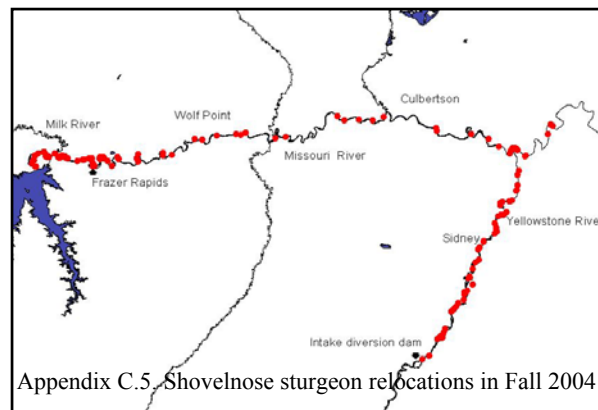 Culbertson
Wolf Point
Milk River
Missouri River
Frazer Rapids
Yellowstone Rive
Sidney
Intake diversion dam
Appendix C.5. Shovelnose sturgeon relocations in Fall 2004